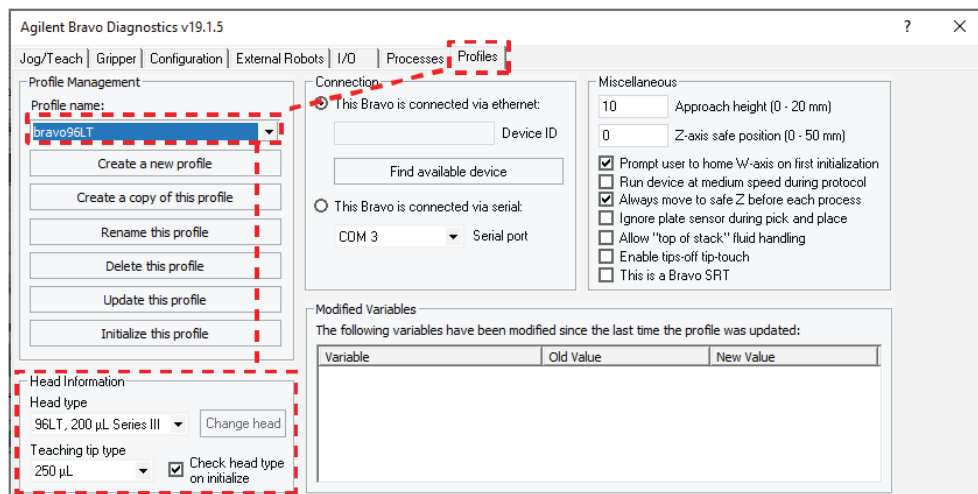 Agilent Bravo Diagnostics v19.1.5
?
×
Jog/Teach
Gripper
Configuration
External Robots
I/O
Processes
Profiles
Profile Management
Profile name:
bravo96LT
Create a new profile
Create a copy of this profile
Rename this profile
Delete this profile
Update this profile
Initialize this profile
Head Information
Head type
96LT, 200 µL Series III
Change head
Teaching tip type
250 µL
Check head type
on initialize
Connection
This Bravo is connected via ethernet:
Device ID
Find available device
This Bravo is connected via serial:
COM 3
Serial port
Miscellaneous
10
Approach height (0 - 20 mm)
0
Z-axis safe position (0 - 50 mm)
Prompt user to home W-axis on first initialization
Run device at medium speed during protocol
Always move to safe Z before each process
Ignore plate sensor during pick and place
Allow "top of stack" fluid handling
Enable tips-off tip-touch
This is a Bravo SRT
Modified Variables
The following variables have been modified since the last time the profile was updated:
Variable
Old Value
New Value